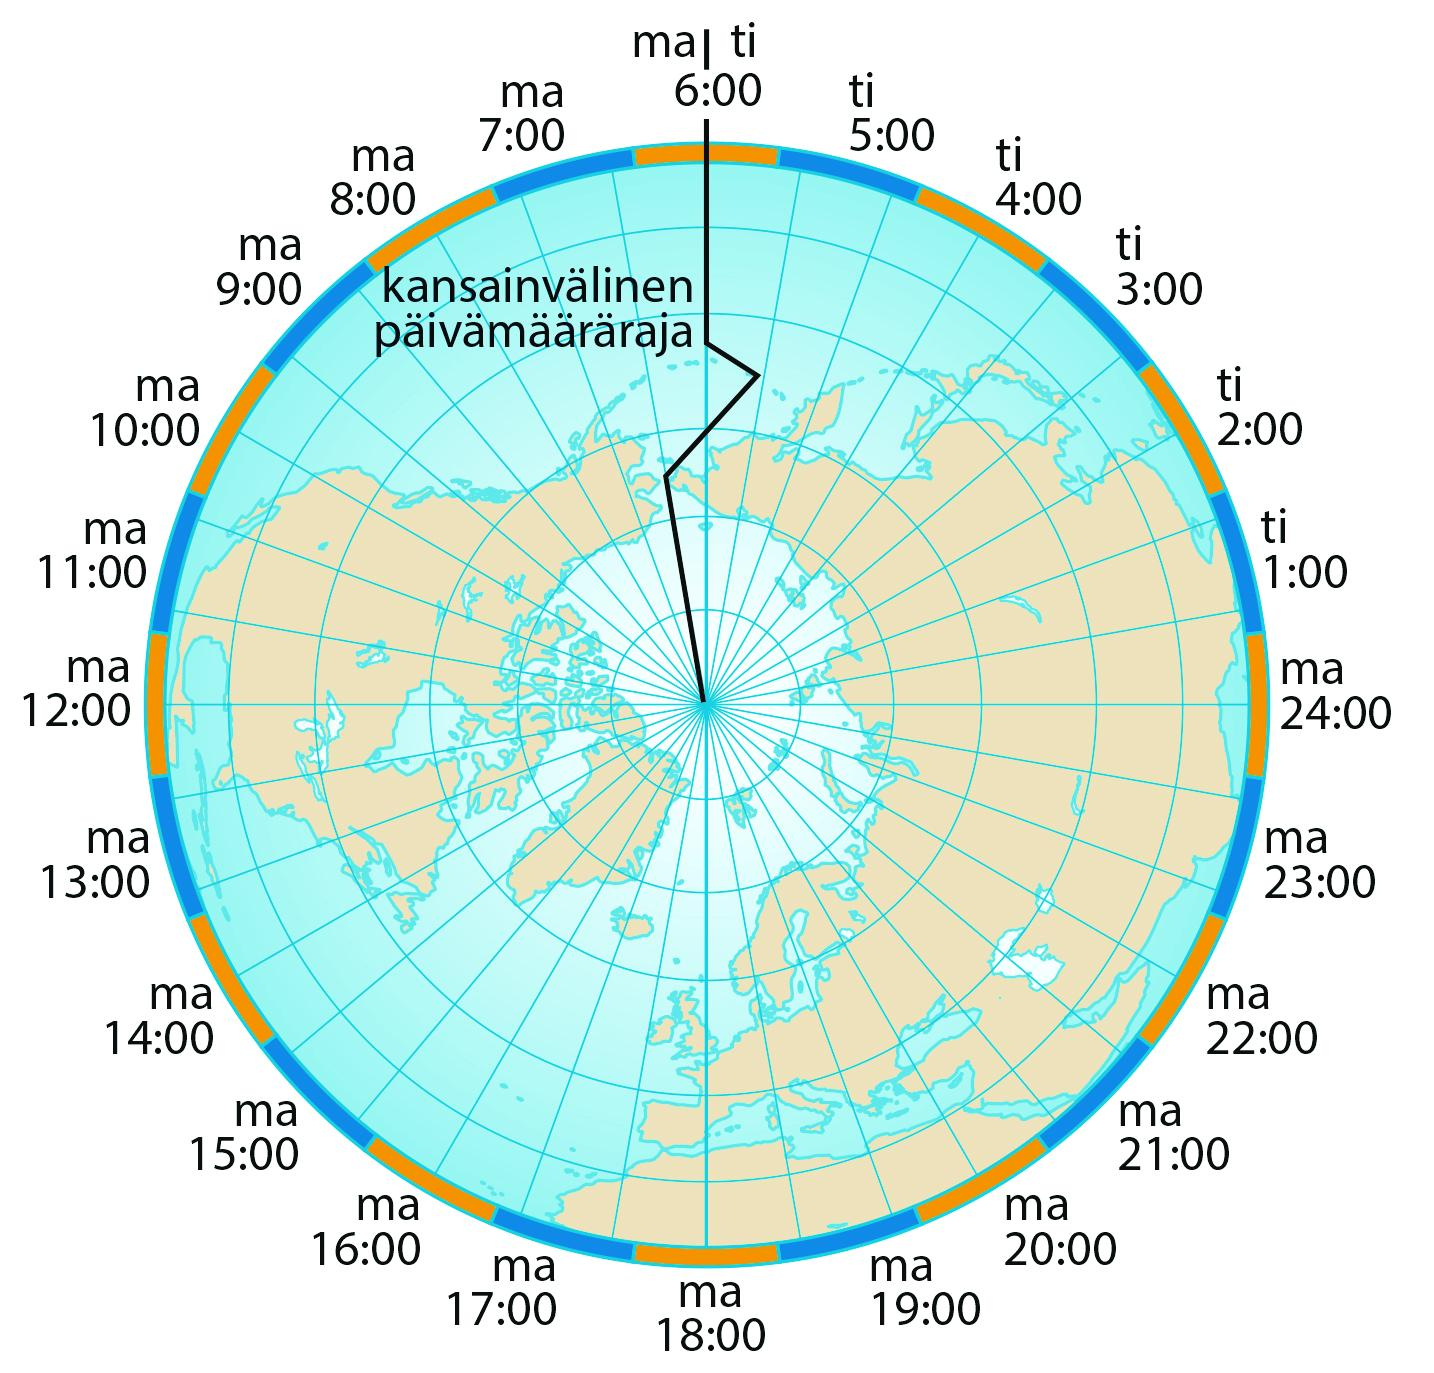 ma ti
6:00
ti
5:00
ti
4:00
ti
3:00
ti
2:00
ti
1:00
ma
24:00
ma
23:00
ma
22:00
ma
21:00
ma
20:00
ma
19:00
ma
18:00
ma
17:00
ma
16:00
ma
15:00
ma
14:00
ma
13:00
ma
12:00
ma
11:00
ma
10:00
ma
9:00
ma
8:00
ma
7:00
kansainvälinen
päivämääräraja